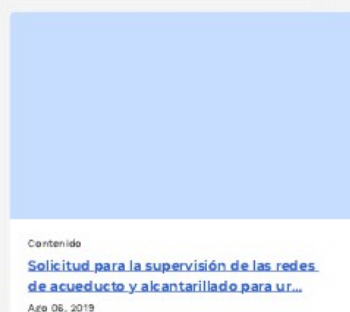 Contenido
Solicitud para la supervisión de las redes
de acueducto y alcantarillado para ur...
Ago 06, 2019